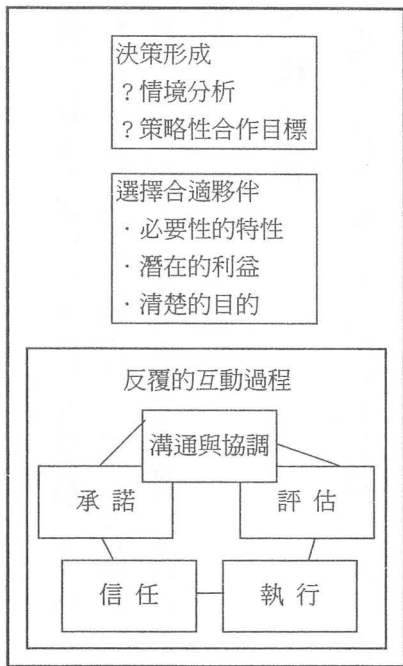 決策形成
?情境分析
?策略性合作目標
選擇合適夥伴
·必要性的特性
·潛在的利益
·清楚的目的
反覆的互動過程
溝通與協調
承諾
評估
信任
執行